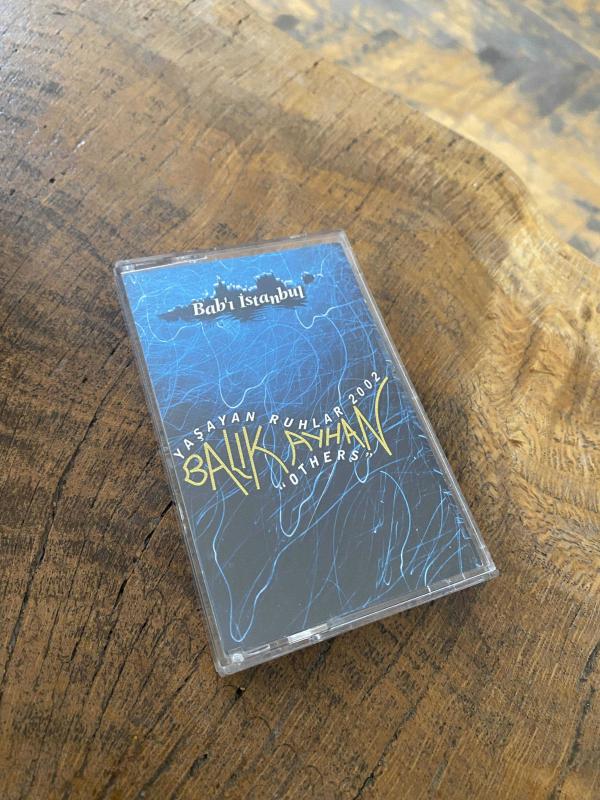 Bab'ı İstanbul
YAŞAYAN RUHLAR 2002
BALIK AYHAN
"OTHERS"